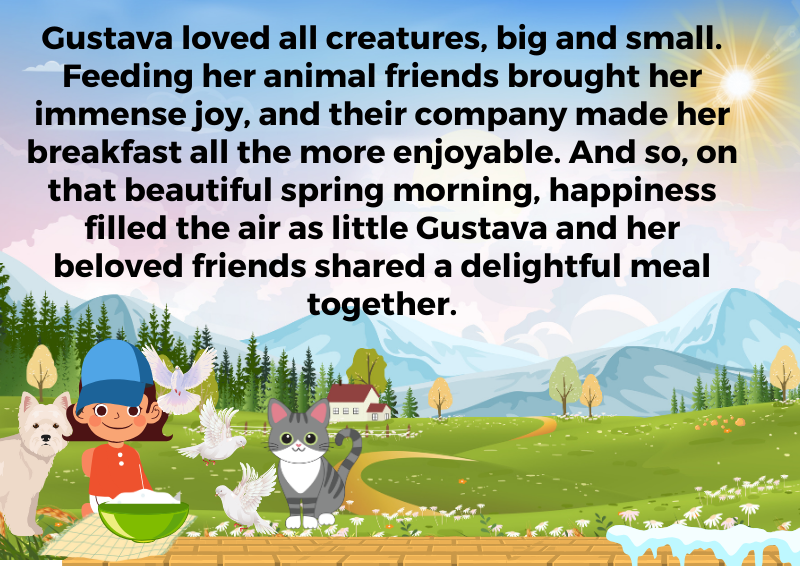 Gustava loved all creatures, big and small.
Feeding her animal friends brought her
immense joy, and their company made her
breakfast all the more enjoyable. And so, on
that beautiful spring morning, happiness
filled the air as little Gustava and her
beloved friends shared a delightful meal
together.